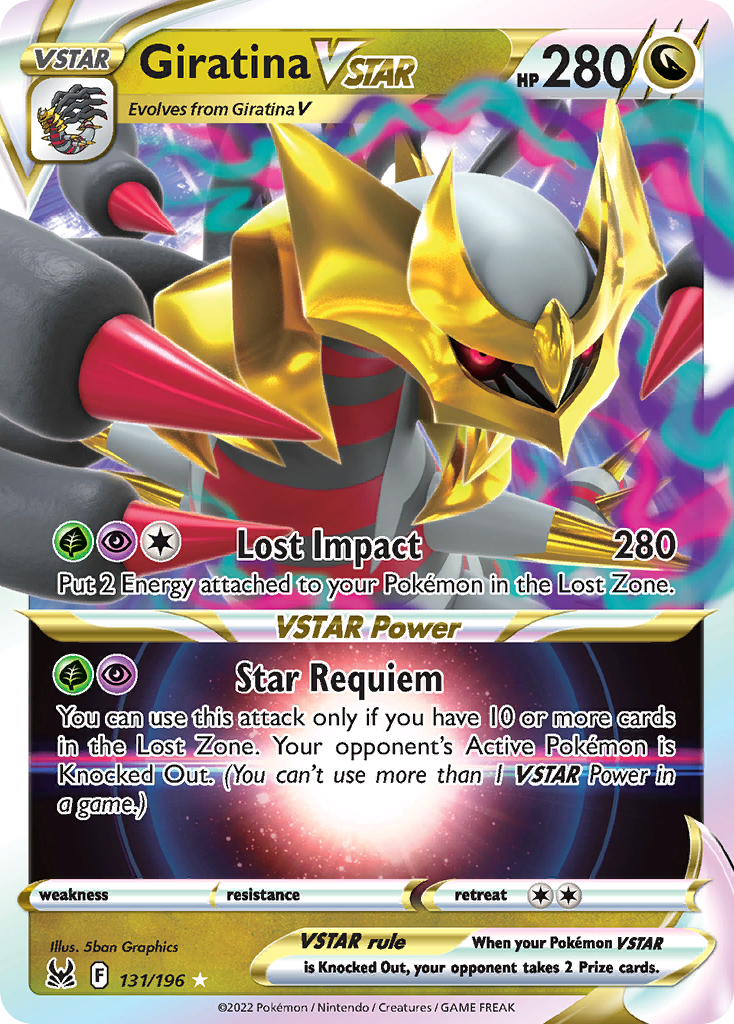 VSTAR Giratina VSTAR HP 280
Evolves from Giratina V
Lost Impact 280
Put 2 Energy attached to your Pokémon in the Lost Zone.
VSTAR Power
Star Requiem
You can use this attack only if you have 10 or more cards
in the Lost Zone. Your opponent's Active Pokémon is
Knocked Out. (You can't use more than 1 VSTAR Power in
a game.)
weakness resistance retreat
Illus. 5ban Graphics
VSTAR rule When your Pokémon VSTAR
is Knocked Out, your opponent takes 2 Prize cards.
F 131/196 ★
©2022 Pokémon / Nintendo / Creatures / GAME FREAK